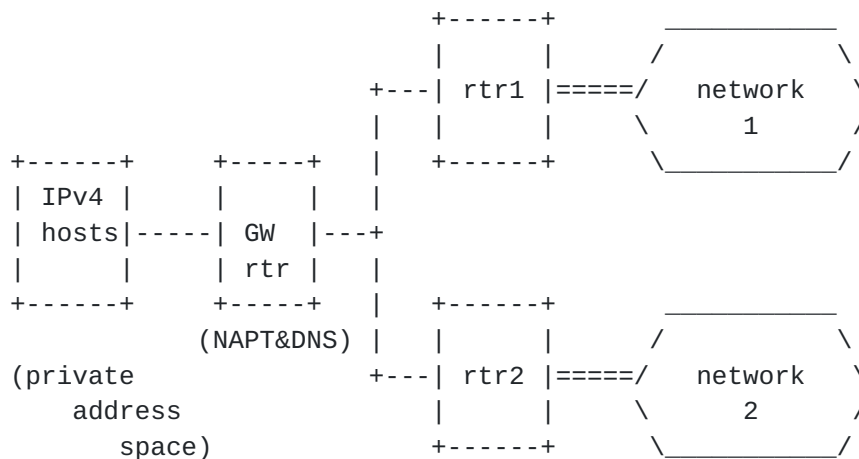 rtr1
network
1
IPv4
hosts
GW
rtr
(NAPT&DNS)
(private
address
space)
rtr2
network
2